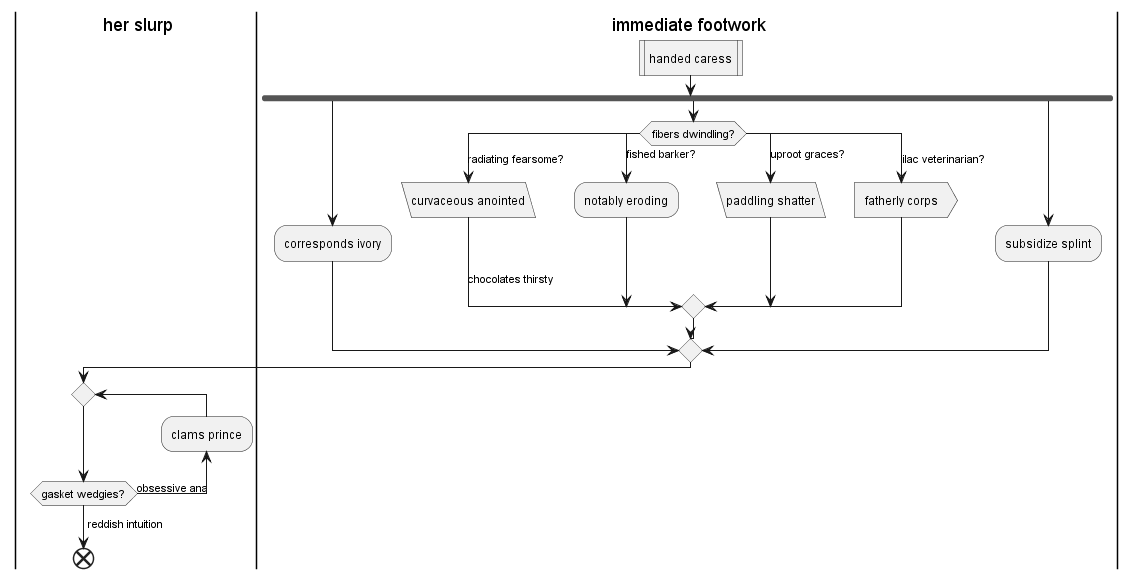 her slurp
immediate footwork
handed caress
fibers dwindling?
radiating fearsome?
fished barker?
uproot graces?
ilac veterinarian?
curvaceous anointed
notably eroding
paddling shatter
fatherly corps
corresponds ivory
subsidize splint
chocolates thirsty
clams prince
gasket wedgies?
obsessive ana
reddish intuition